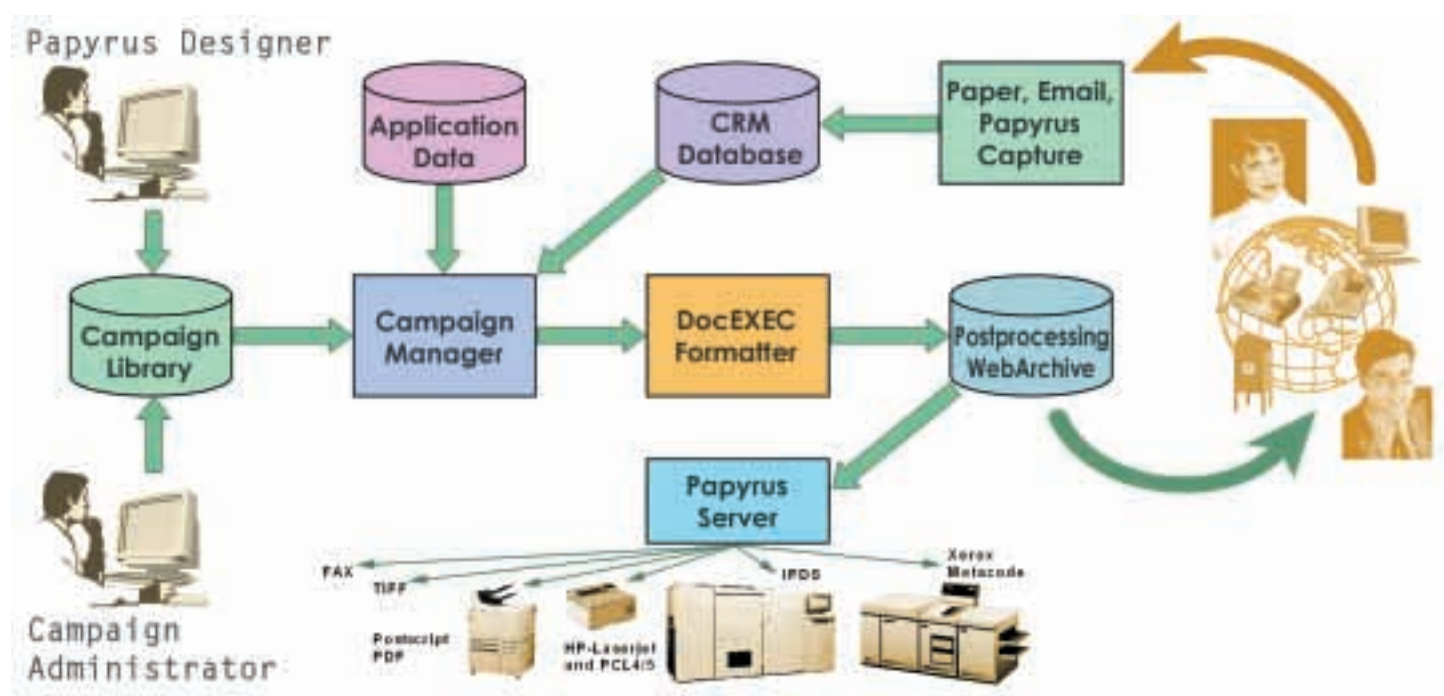 Papyrus Designer
Application
Data
CRM
Database
Paper, Email,
Papyrus
Capture
Campaign
Library
Campaign
Manager
DocEXEC
Formatter
Postprocessing
WebArchive
Papyrus
Server
FAX
TiFF
Postscript
PDF
HP-Laserjet
and PCL4/5
IPDS
Xerox
Metacode
Campaign
Administrator